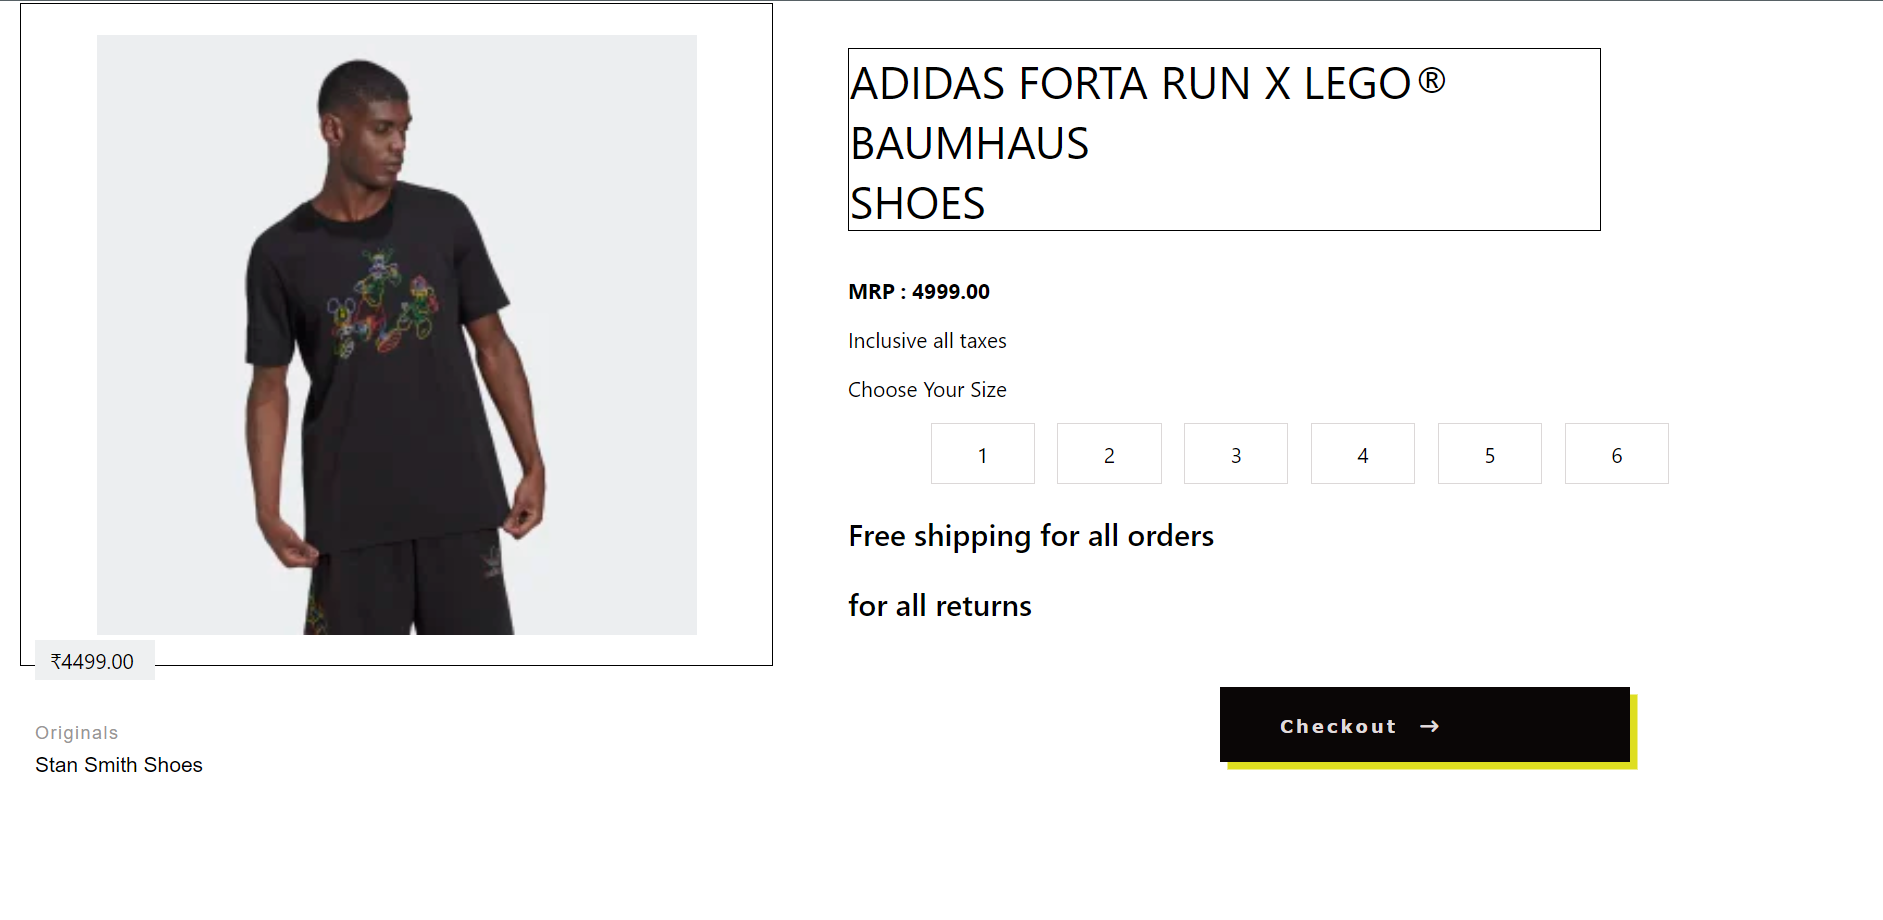 ₹4499.00
Originals
Stan Smith Shoes
ADIDAS FORTA RUN X LEGO®
BAUMHAUS
SHOES
MRP : 4999.00
Inclusive all taxes
Choose Your Size
1 2 3 4 5 6
Free shipping for all orders
for all returns
Checkout →